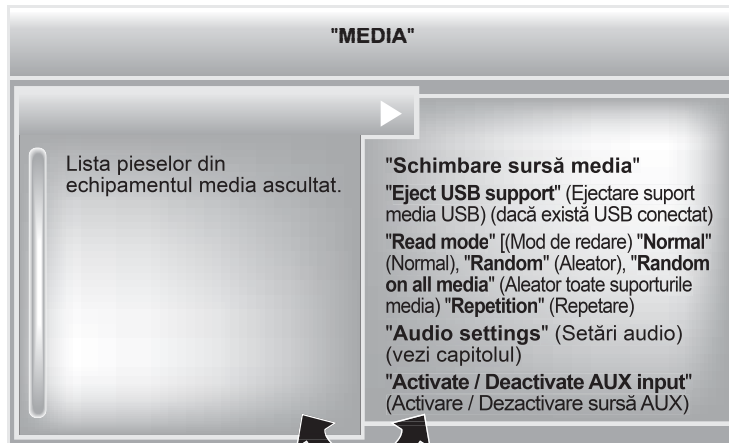 "MEDIA"
Lista pieselor din
echipamentul media ascultat.
"Schimbare sursă media"
"Eject USB support" (Ejectare suport
media USB) (dacă există USB conectat)
"Read mode" [(Mod de redare) "Normal"
(Normal), "Random" (Aleator), "Random
on all media" (Aleator toate suporturile
media) "Repetition" (Repetare)
"Audio settings" (Setări audio)
(vezi capitolul)
"Activate / Deactivate AUX input"
(Activare / Dezactivare sursă AUX)